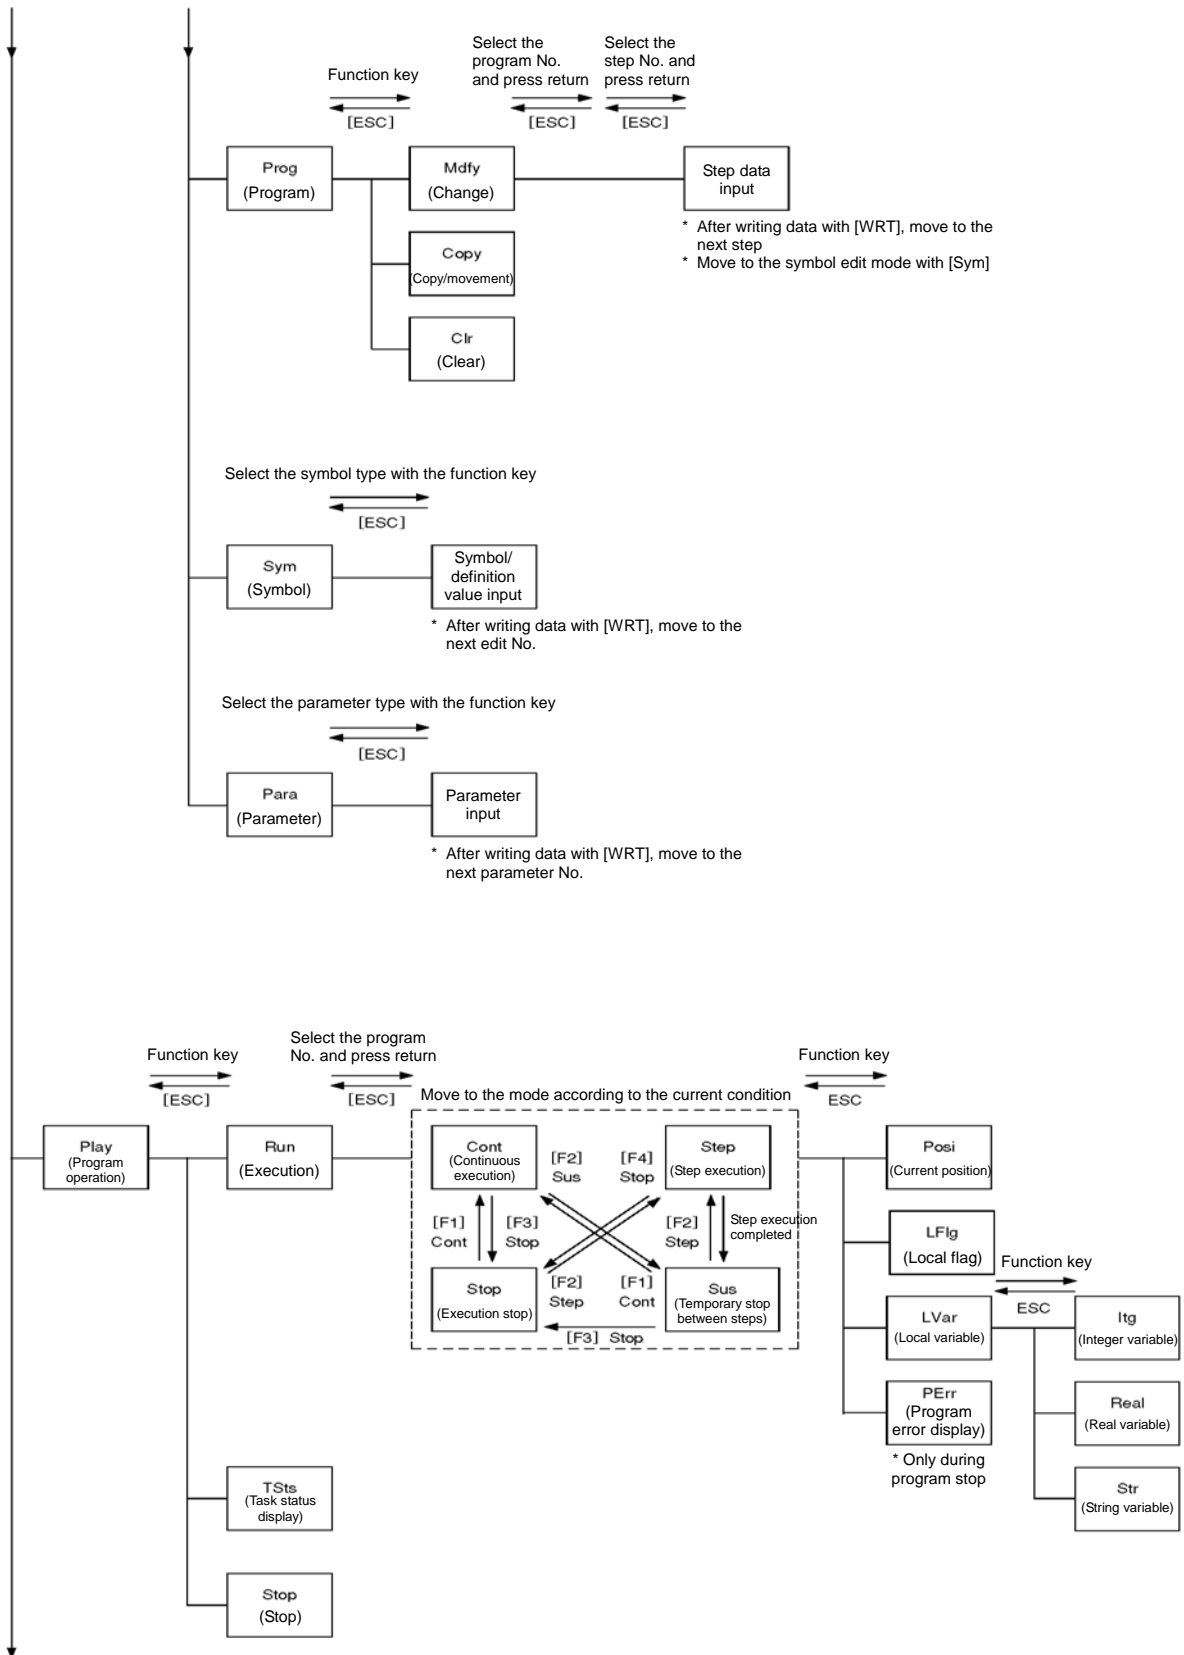 Select the
program No.
and press return
Select the
step No. and
press return
Function key
[ESC]
[ESC]
[ESC]
Prog
(Program)
Mdfy
(Change)
Step data
input
* After writing data with [WRT], move to the
next step
* Move to the symbol edit mode with [Sym]
Copy
(Copy/movement)
Clr
(Clear)
Select the symbol type with the function key
[ESC]
Sym
(Symbol)
Symbol/
definition
value input
* After writing data with [WRT], move to the
next edit No.
Select the parameter type with the function key
[ESC]
Para
(Parameter)
Parameter
input
* After writing data with [WRT], move to the
next parameter No.
Function key
[ESC]
Select the program
No. and press return
[ESC]
Function key
ESC
Move to the mode according to the current condition
Play
(Program
operation)
Run
(Execution)
Cont
(Continuous
execution)
[F2]
Sus
[F4]
Stop
Step
(Step execution)
[F1]
Cont
[F3]
Stop
[F2]
Step
Step execution
completed
Stop
(Execution stop)
[F2]
Step
[F1]
Cont
Sus
(Temporary stop
between steps)
[F3] Stop
Posi
(Current position)
LFlg
(Local flag)
Function key
ESC
LVar
(Local variable)
Itg
(Integer variable)
PErr
(Program
error display)
* Only during
program stop
Real
(Real variable)
Str
(String variable)
TSts
(Task status
display)
Stop
(Stop)